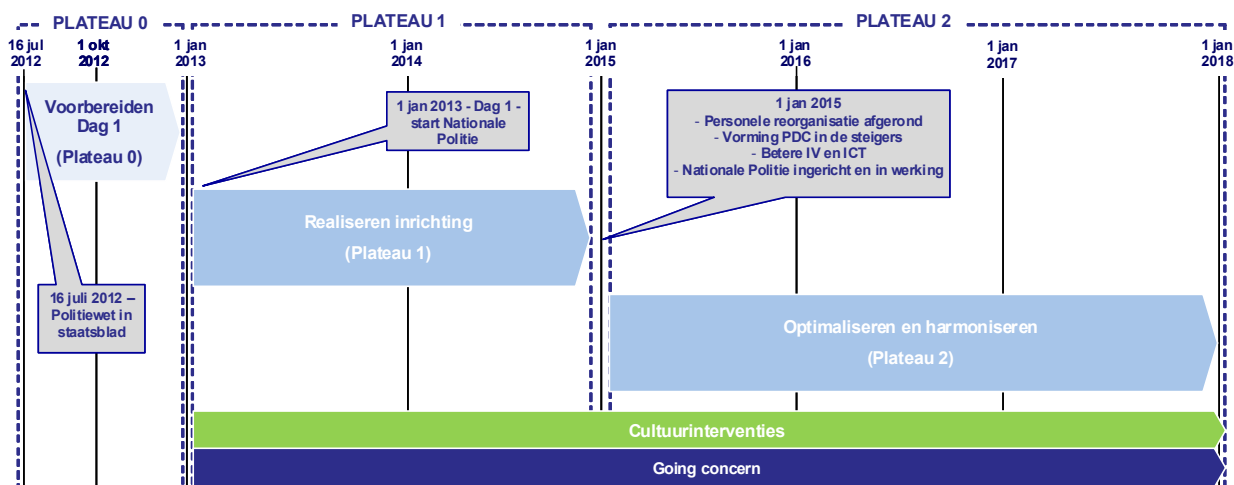 PLATEAU 0
PLATEAU 1
PLATEAU 2
16 jul
2012
1 okt
2012
1 jan
2013
1 jan
2014
1 jan
2015
1 jan
2016
1 jan
2017
1 jan
2018
Voorbereiden
Dag 1
(Plateau 0)
1 jan 2013 - Dag 1 -
start Nationale
Politie
1 jan 2015
- Personele reorganisatie afgerond
- Vorming PDC in de steigers
- Betere IV en ICT
- Nationale Politie ingericht en in werking
Realiseren inrichting
(Plateau 1)
16 juli 2012 –
Politiewet in
staatsblad
Optimaliseren en harmoniseren
(Plateau 2)
Cultuurinterventies
Going concern